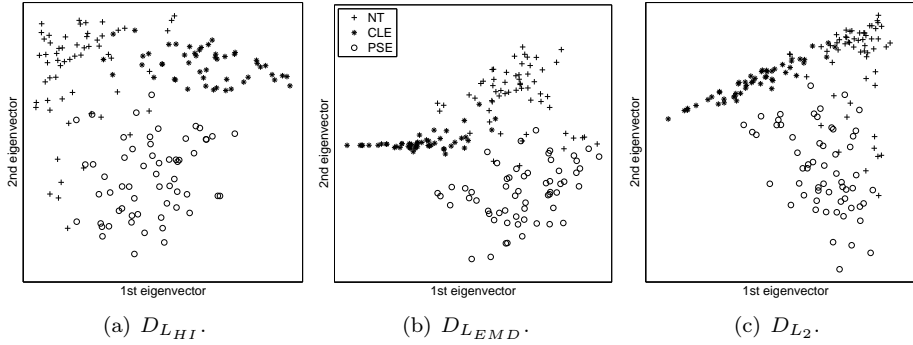 2nd eigenvector
1st eigenvector
(a) D_{L_{HI}}.
NT
CLE
PSE
2nd eigenvector
1st eigenvector
(b) D_{L_{EMD}}.
2nd eigenvector
1st eigenvector
(c) D_{L_2}.